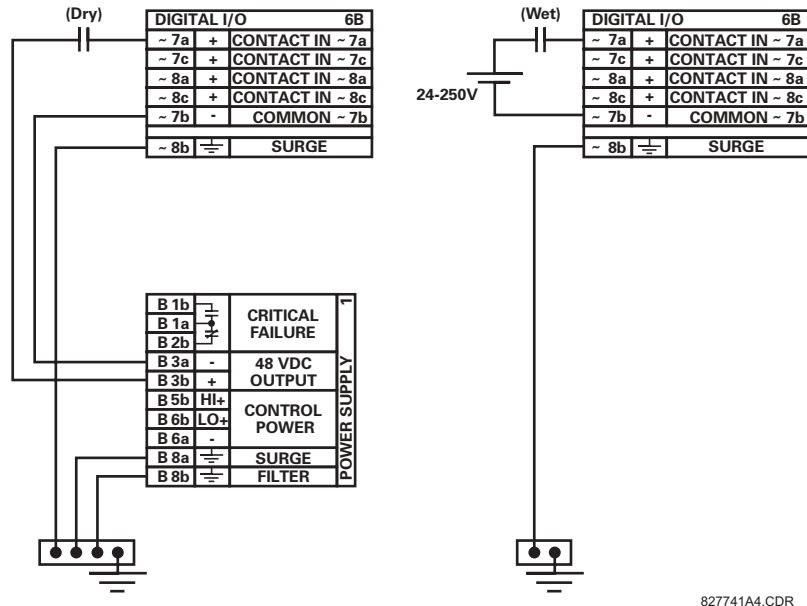 (Dry)
DIGITAL I/O 6B
~ 7a + CONTACT IN ~ 7a
~ 7c + CONTACT IN ~ 7c
~ 8a + CONTACT IN ~ 8a
~ 8c + CONTACT IN ~ 8c
~ 7b - COMMON ~ 7b
~ 8b SURGE
B 1b
B 1a
B 2b
CRITICAL
FAILURE
B 3a -
B 3b +
48 VDC
OUTPUT
B 5b HI+
B 6b LO+
B 6a -
CONTROL
POWER
B 8a SURGE
B 8b FILTER
POWER SUPPLY 1
(Wet)
24-250V
DIGITAL I/O 6B
~ 7a + CONTACT IN ~ 7a
~ 7c + CONTACT IN ~ 7c
~ 8a + CONTACT IN ~ 8a
~ 8c + CONTACT IN ~ 8c
~ 7b - COMMON ~ 7b
~ 8b SURGE
827741A4.CDR